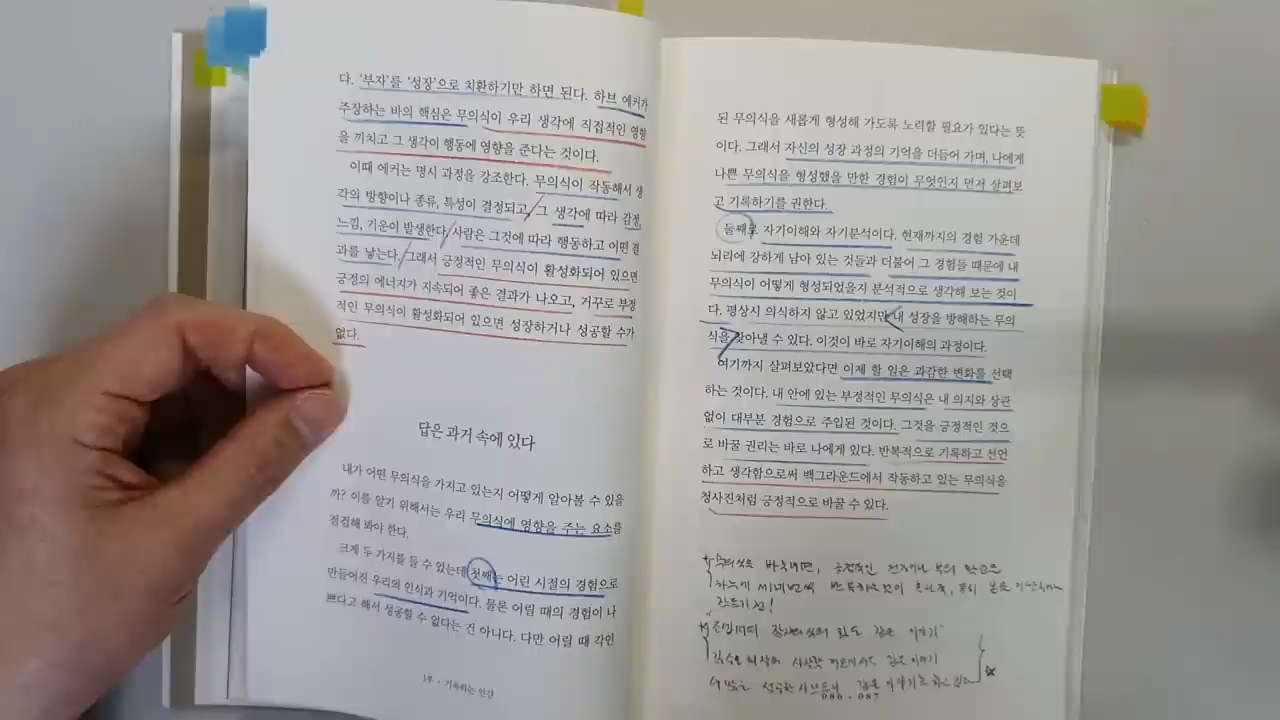 다. '부자'를 '성장'으로 치환하기만 하면 된다. 하브 에커가
주장하는 바의 핵심은 무의식이 우리 생각에 직접적인 영향
을 끼치고 그 생각이 행동에 영향을 준다는 것이다.
이때 에커는 명시 과정을 강조한다. 무의식이 작동해서 생
각의 방향이나 종류, 특성이 결정되고, 그 생각에 따라 감정,
느낌, 기운이 발생한다. 사람은 그것에 따라 행동하고 어떤 결
과를 낳는다. 그래서 긍정적인 무의식이 활성화되어 있으면
긍정의 에너지가 지속되어 좋은 결과가 나오고, 거꾸로 부정
적인 무의식이 활성화되어 있으면 성장하거나 성공할 수가
없다.
답은 과거 속에 있다
내가 어떤 무의식을 가지고 있는지 어떻게 알아볼 수 있을
까? 이를 알기 위해서는 우리 무의식에 영향을 주는 요소를
점검해 봐야 한다.
크게 두 가지를 들 수 있는데 첫째는 어린 시절의 경험으로
만들어진 우리의 인식과 기억이다. 물론 어릴 때의 경험이 나
쁘다고 해서 성공할 수 없다는 건 아니다. 다만 어릴 때 각인
1부 • 기록하는 인간
된 무의식을 새롭게 형성해 가도록 노력할 필요가 있다는 뜻
이다. 그래서 자신의 성장 과정의 기억을 더듬어 가며, 나에게
나쁜 무의식을 형성했을 만한 경험이 무엇인지 먼저 살펴보
고 기록하기를 권한다.
둘째로 자기이해와 자기분석이다. 현재까지의 경험 가운데
뇌리에 강하게 남아 있는 것들과 더불어 그 경험들 때문에 내
무의식이 어떻게 형성되었을지 분석적으로 생각해 보는 것이
다. 평상시 의식하지 않고 있었지만 내 성장을 방해하는 무의
식을 찾아낼 수 있다. 이것이 바로 자기이해의 과정이다.
여기까지 살펴보았다면 이제 할 일은 과감한 변화를 선택
하는 것이다. 내 안에 있는 부정적인 무의식은 내 의지와 상관
없이 대부분 경험으로 주입된 것이다. 그것을 긍정적인 것으
로 바꿀 권리는 바로 나에게 있다. 반복적으로 기록하고 선언
하고 생각함으로써 백그라운드에서 작동하고 있는 무의식을
청사진처럼 긍정적으로 바꿀 수 있다.
같은 이야기
같은 이야기
086 • 087